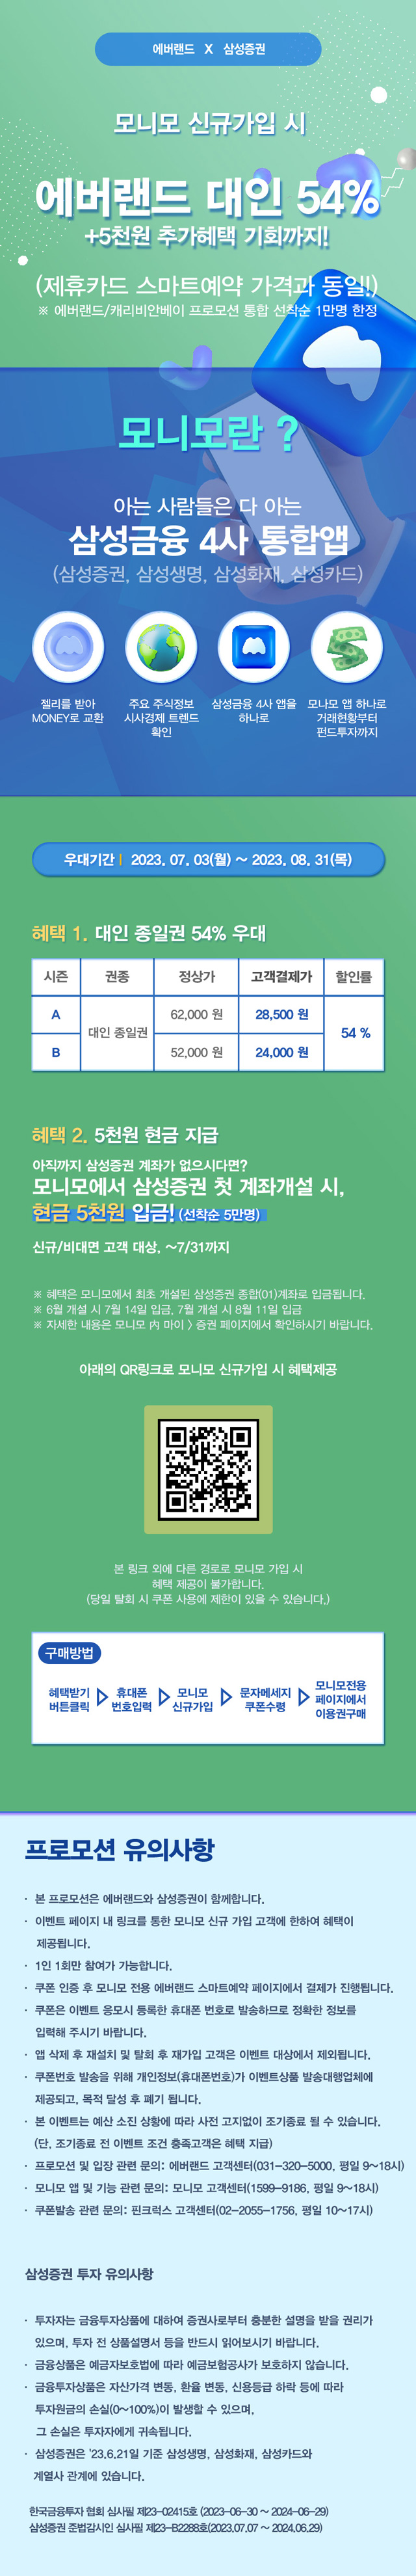 에버랜드 X 삼성증권
모니모 신규가입 시
에버랜드 대인 54%
+5천원 추가혜택 기회까지!
(제휴카드 스마트예약 가격과 동일!)
※ 에버랜드/캐리비안베이 프로모션 통합 선착순 1만명 한정
모니모란 ?
아는 사람들은 다 아는
삼성금융 4사 통합앱
(삼성증권, 삼성생명, 삼성화재, 삼성카드)
젤리를 받아
MONEY로 교환
주요 주식정보
시사경제 트렌드
확인
삼성금융 4사 앱을
하나로
모나모 앱 하나로
거래현황부터
펀드투자까지
우대기간 | 2023. 07. 03(월) ~ 2023. 08. 31(목)
혜택 1. 대인 종일권 54% 우대
시즌 권종 정상가 고객결제가 할인률
A 대인 종일권 62,000 원 28,500 원 54 %
B 52,000 원 24,000 원
혜택 2. 5천원 현금 지급
아직까지 삼성증권 계좌가 없으시다면?
모니모에서 삼성증권 첫 계좌개설 시,
현금 5천원 입금! (선착순 5만명)
신규/비대면 고객 대상, ~7/31까지
※ 혜택은 모니모에서 최초 개설된 삼성증권 종합(01)계좌로 입금됩니다.
※ 6월 개설 시 7월 14일 입금, 7월 개설 시 8월 11일 입금
※ 자세한 내용은 모니모 內 마이 > 증권 페이지에서 확인하시기 바랍니다.
아래의 QR링크로 모니모 신규가입 시 혜택제공
본 링크 외에 다른 경로로 모니모 가입 시
혜택 제공이 불가합니다.
(당일 탈회 시 쿠폰 사용에 제한이 있을 수 있습니다.)
구매방법
혜택받기
버튼클릭
휴대폰
번호입력
모니모
신규가입
문자메세지
쿠폰수령
모니모전용
페이지에서
이용권구매
프로모션 유의사항
· 본 프로모션은 에버랜드와 삼성증권이 함께합니다.
· 이벤트 페이지 내 링크를 통한 모니모 신규 가입 고객에 한하여 혜택이
제공됩니다.
· 1인 1회만 참여가 가능합니다.
· 쿠폰 인증 후 모니모 전용 에버랜드 스마트예약 페이지에서 결제가 진행됩니다.
· 쿠폰은 이벤트 응모시 등록한 휴대폰 번호로 발송하므로 정확한 정보를
입력해 주시기 바랍니다.
· 앱 삭제 후 재설치 및 탈회 후 재가입 고객은 이벤트 대상에서 제외됩니다.
· 쿠폰번호 발송을 위해 개인정보(휴대폰번호)가 이벤트상품 발송대행업체에
제공되고, 목적 달성 후 폐기 됩니다.
· 본 이벤트는 예산 소진 상황에 따라 사전 고지없이 조기종료 될 수 있습니다.
(단, 조기종료 전 이벤트 조건 충족고객은 혜택 지급)
· 프로모션 및 입장 관련 문의: 에버랜드 고객센터(031-320-5000, 평일 9~18시)
· 모니모 앱 및 기능 관련 문의: 모니모 고객센터(1599-9186, 평일 9~18시)
· 쿠폰발송 관련 문의: 핀크럭스 고객센터(02-2055-1756, 평일 10~17시)
삼성증권 투자 유의사항
· 투자자는 금융투자상품에 대하여 증권사로부터 충분한 설명을 받을 권리가
있으며, 투자 전 상품설명서 등을 반드시 읽어보시기 바랍니다.
· 금융상품은 예금자보호법에 따라 예금보험공사가 보호하지 않습니다.
· 금융투자상품은 자산가격 변동, 환율 변동, 신용등급 하락 등에 따라
투자원금의 손실(0~100%)이 발생할 수 있으며,
그 손실은 투자자에게 귀속됩니다.
· 삼성증권은 '23.6.21일 기준 삼성생명, 삼성화재, 삼성카드와
계열사 관계에 있습니다.
한국금융투자 협회 심사필 제23-02415호 (2023-06-30 ~ 2024-06-29)
삼성증권 준법감시인 심사필 제23-B2288호(2023.07.07 ~ 2024.06.29)